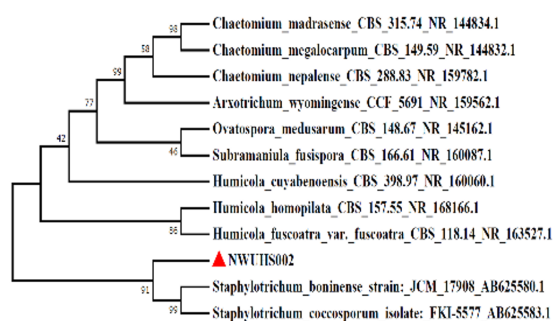 Chaetomium_madrasense_CBS_315.74_NR_144834.1
98
Chaetomium_megalocarpum_CBS_149.59_NR_144832.1
58
Chaetomium_nepalense_CBS_288.83_NR_159782.1
99
Arxotrichum_wyomingense_CCF_5691_NR_159562.1
77
Ovatospora_medusarum_CBS_148.67_NR_145162.1
42
46
Subramaniula_fusispora_CBS_166.61_NR_160087.1
Humicola_cuyabenoensis_CBS_398.97_NR_160060.1
Humicola_homopilata_CBS_157.55_NR_168166.1
Humicola_fuscoatra_var._fuscoatra_CBS_118.14_NR_163527.1
NWUHS002
91
Staphylotrichum_boninense_strain:_JCM_17908_AB625580.1
99
Staphylotrichum_coccosporum_isolate:_FKI-5577_AB625583.1